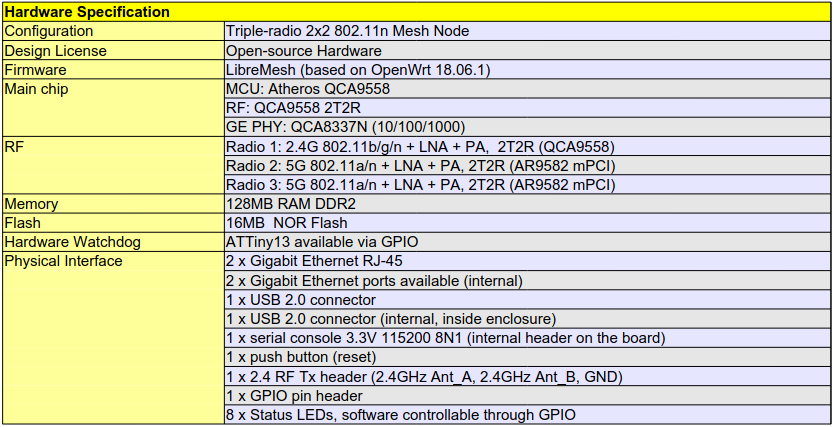 Hardware Specification
Configuration Triple-radio 2x2 802.11n Mesh Node
Design License Open-source Hardware
Firmware LibreMesh (based on OpenWrt 18.06.1)
Main chip MCU: Atheros QCA9558
RF: QCA9558 2T2R
GE PHY: QCA8337N (10/100/1000)
RF Radio 1: 2.4G 802.11b/g/n + LNA + PA, 2T2R (QCA9558)
Radio 2: 5G 802.11a/n + LNA + PA, 2T2R (AR9582 mPCI)
Radio 3: 5G 802.11a/n + LNA + PA, 2T2R (AR9582 mPCI)
Memory 128MB RAM DDR2
Flash 16MB NOR Flash
Hardware Watchdog ATTiny13 available via GPIO
Physical Interface 2 x Gigabit Ethernet RJ-45
2 x Gigabit Ethernet ports available (internal)
1 x USB 2.0 connector
1 x USB 2.0 connector (internal, inside enclosure)
1 x serial console 3.3V 115200 8N1 (internal header on the board)
1 x push button (reset)
1 x 2.4 RF Tx header (2.4GHz Ant_A, 2.4GHz Ant_B, GND)
1 x GPIO pin header
8 x Status LEDs, software controllable through GPIO